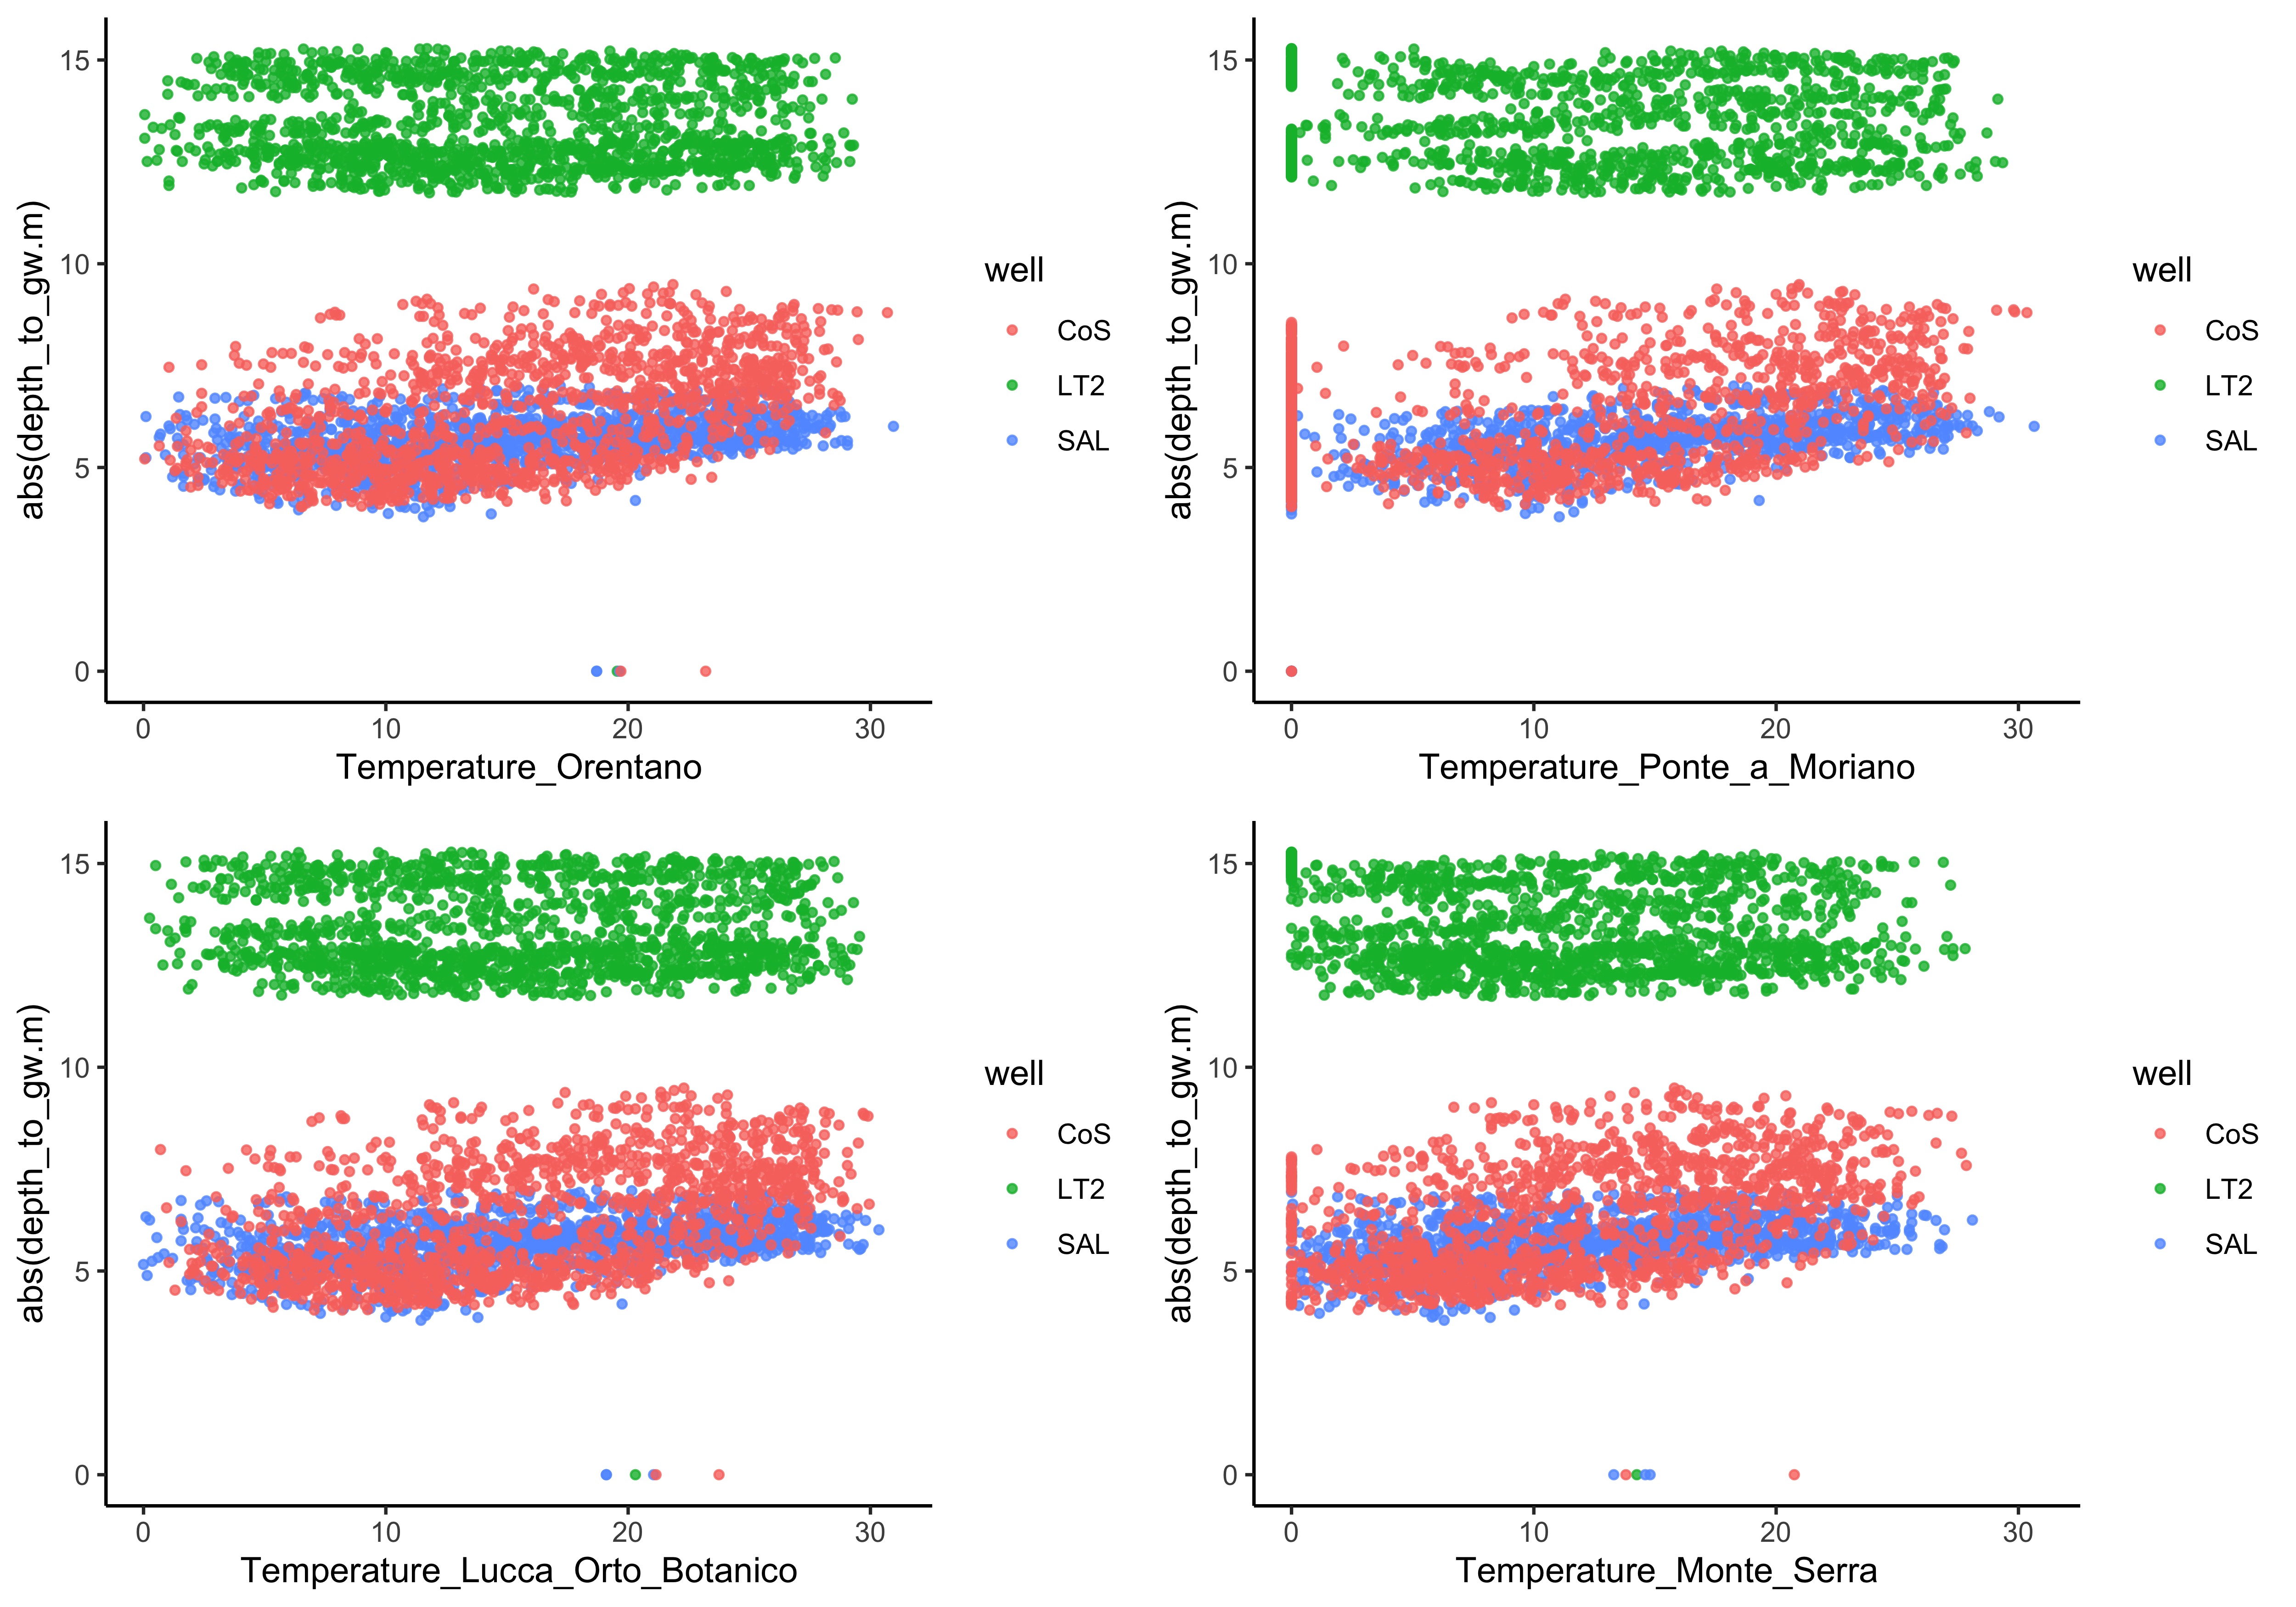 abs(depth_to_gw.m)
15
10
5
0
0
10
20
30
Temperature_Orentano
well
CoS
LT2
SAL
abs(depth_to_gw.m)
15
10
5
0
0
10
20
30
Temperature_Ponte_a_Moriano
well
CoS
LT2
SAL
abs(depth_to_gw.m)
15
10
5
0
0
10
20
30
Temperature_Lucca_Orto_Botanico
well
CoS
LT2
SAL
abs(depth_to_gw.m)
15
10
5
0
0
10
20
30
Temperature_Monte_Serra
well
CoS
LT2
SAL